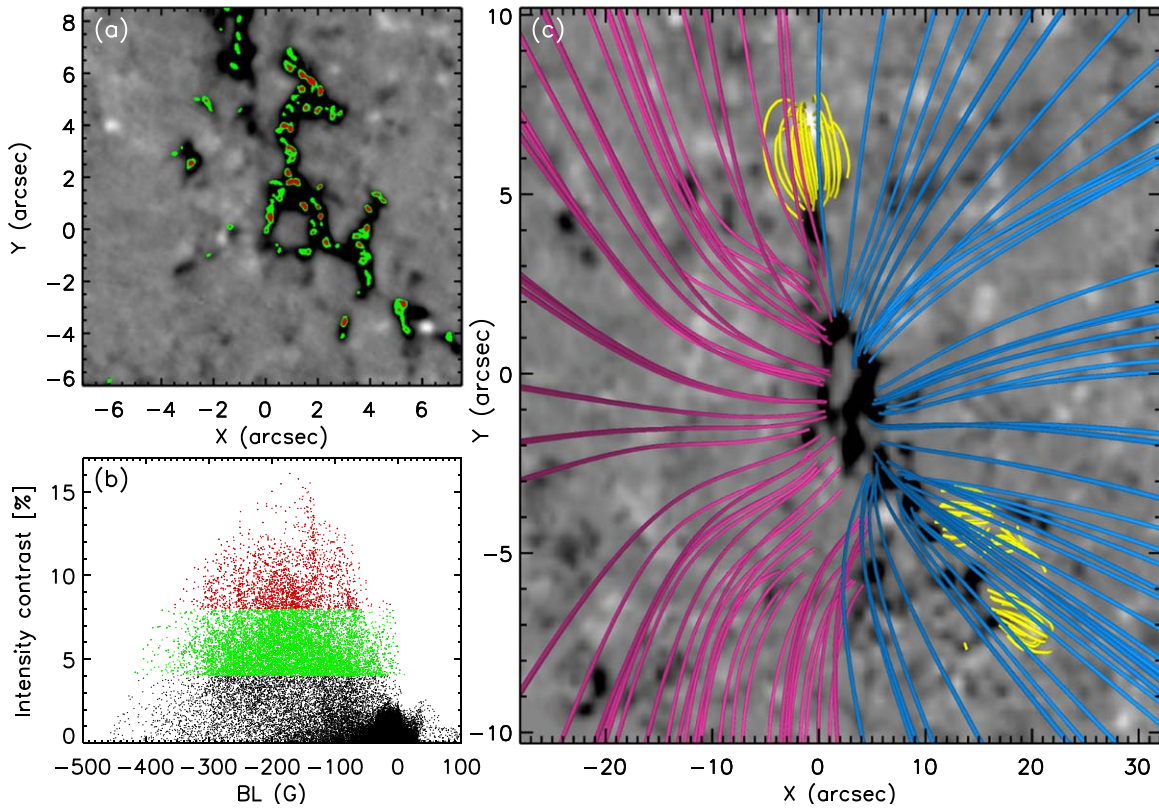 (a)
8
6
4
2
0
−2
−4
−6
Y (arcsec)
−6 −4 −2 0 2 4 6
X (arcsec)
(b)
15
10
5
0
Intensity contrast [%]
−500 −400 −300 −200 −100 0 100
BL (G)
(c)
10
5
0
−5
−10
Y (arcsec)
−20 −10 0 10 20 30
X (arcsec)